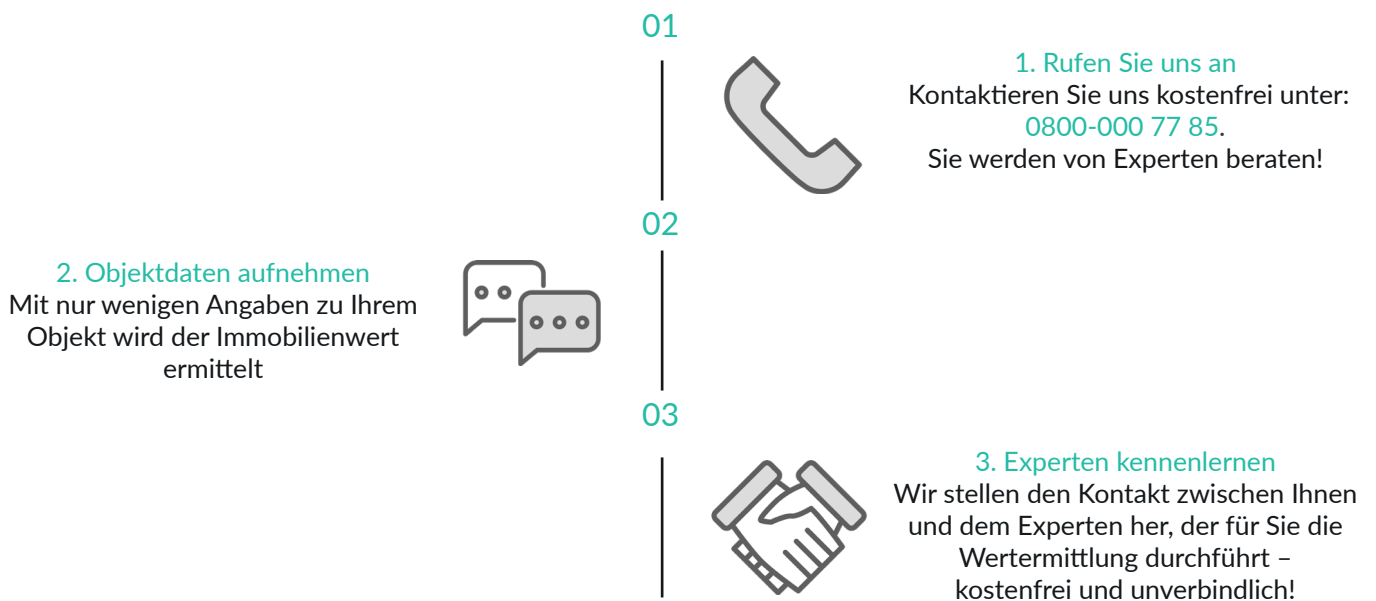 01
1. Rufen Sie uns an
Kontaktieren Sie uns kostenfrei unter:
0800-000 77 85.
Sie werden von Experten beraten!
02
2. Objektdaten aufnehmen
Mit nur wenigen Angaben zu Ihrem
Objekt wird der Immobilienwert
ermittelt
03
3. Experten kennenlernen
Wir stellen den Kontakt zwischen Ihnen
und dem Experten her, der für Sie die
Wertermittlung durchführt –
kostenfrei und unverbindlich!